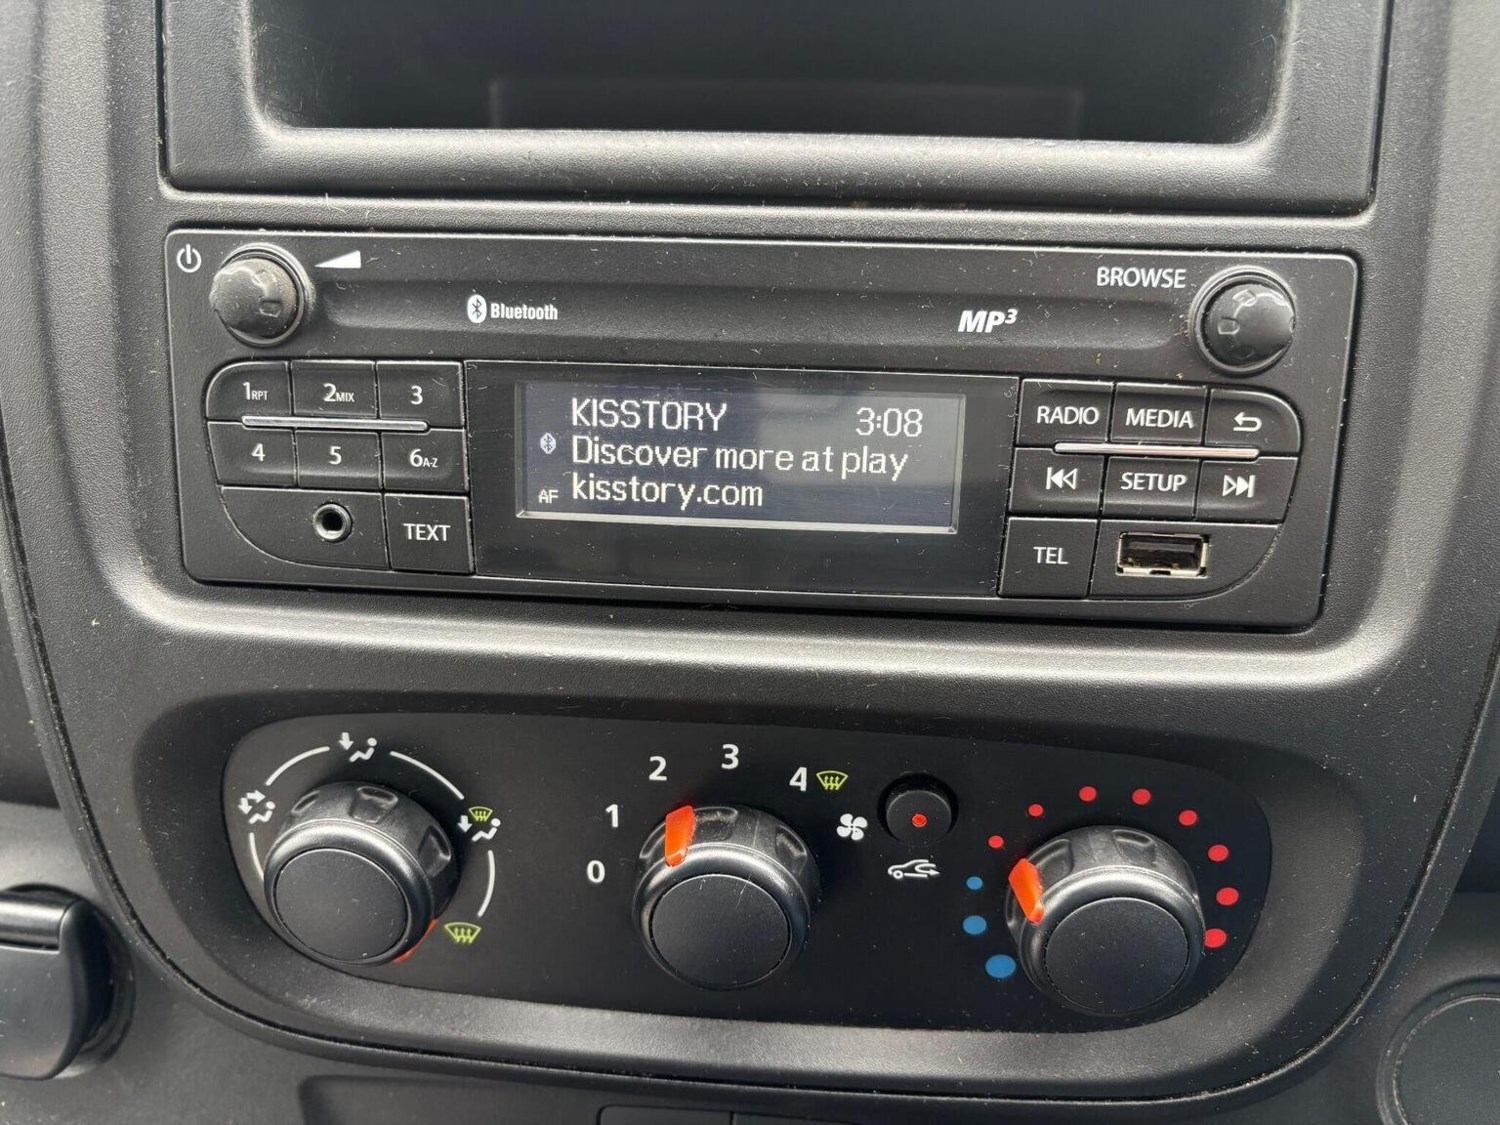 BROWSE
Bluetooth
MP3
1RPT 2MIX 3
KISSTORY 3:08
RADIO MEDIA
4 5 6A-Z
Discover more at play
AF kisstory.com
SETUP
TEXT
TEL
3
2 4
1
0